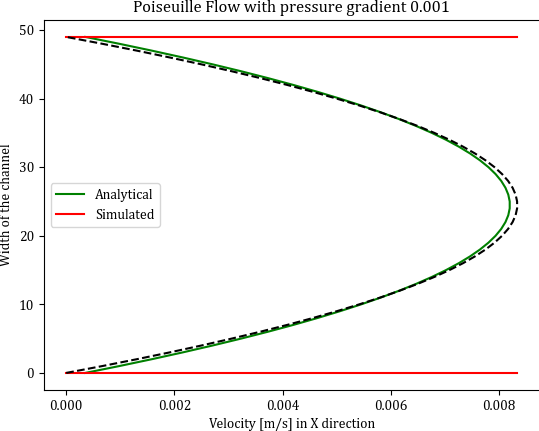 Poiseuille Flow with pressure gradient 0.001
50
40
30
20
10
0
Width of the channel
Analytical
Simulated
0.000 0.002 0.004 0.006 0.008
Velocity [m/s] in X direction